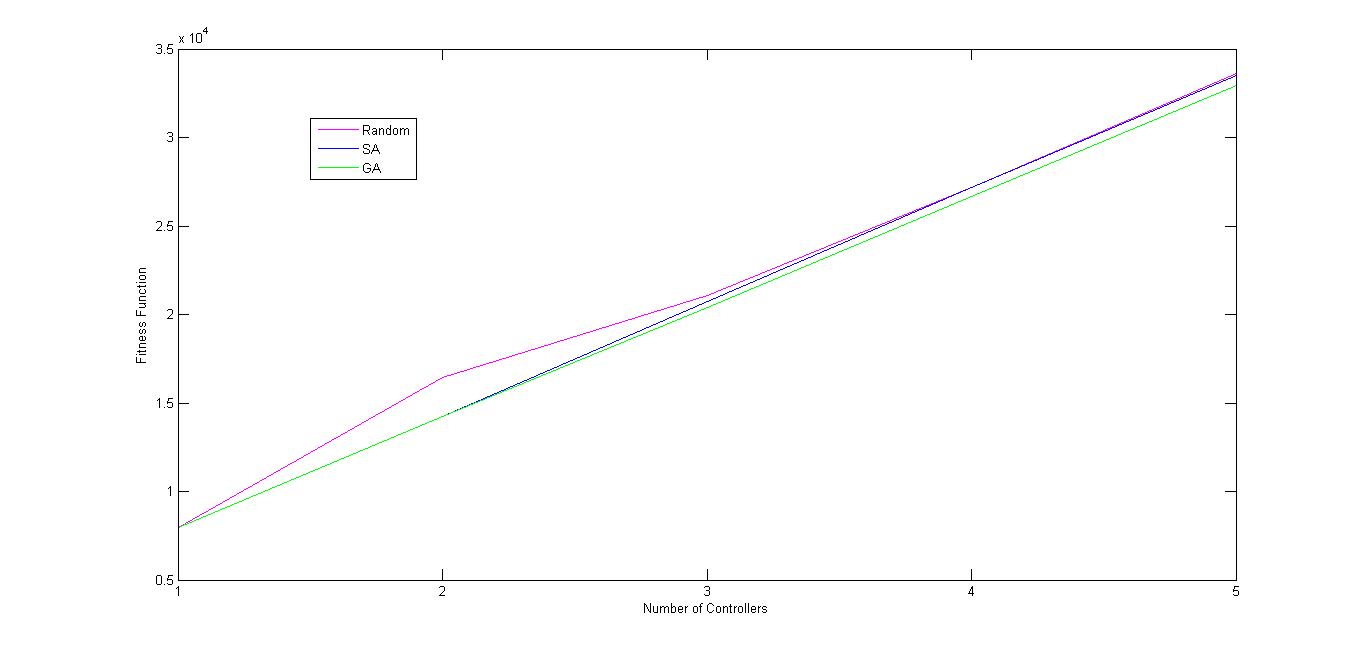 x 10^4
3.5
3
2.5
2
1.5
1
0.5
Fitness Function
Random
SA
GA
1 2 3 4 5
Number of Controllers